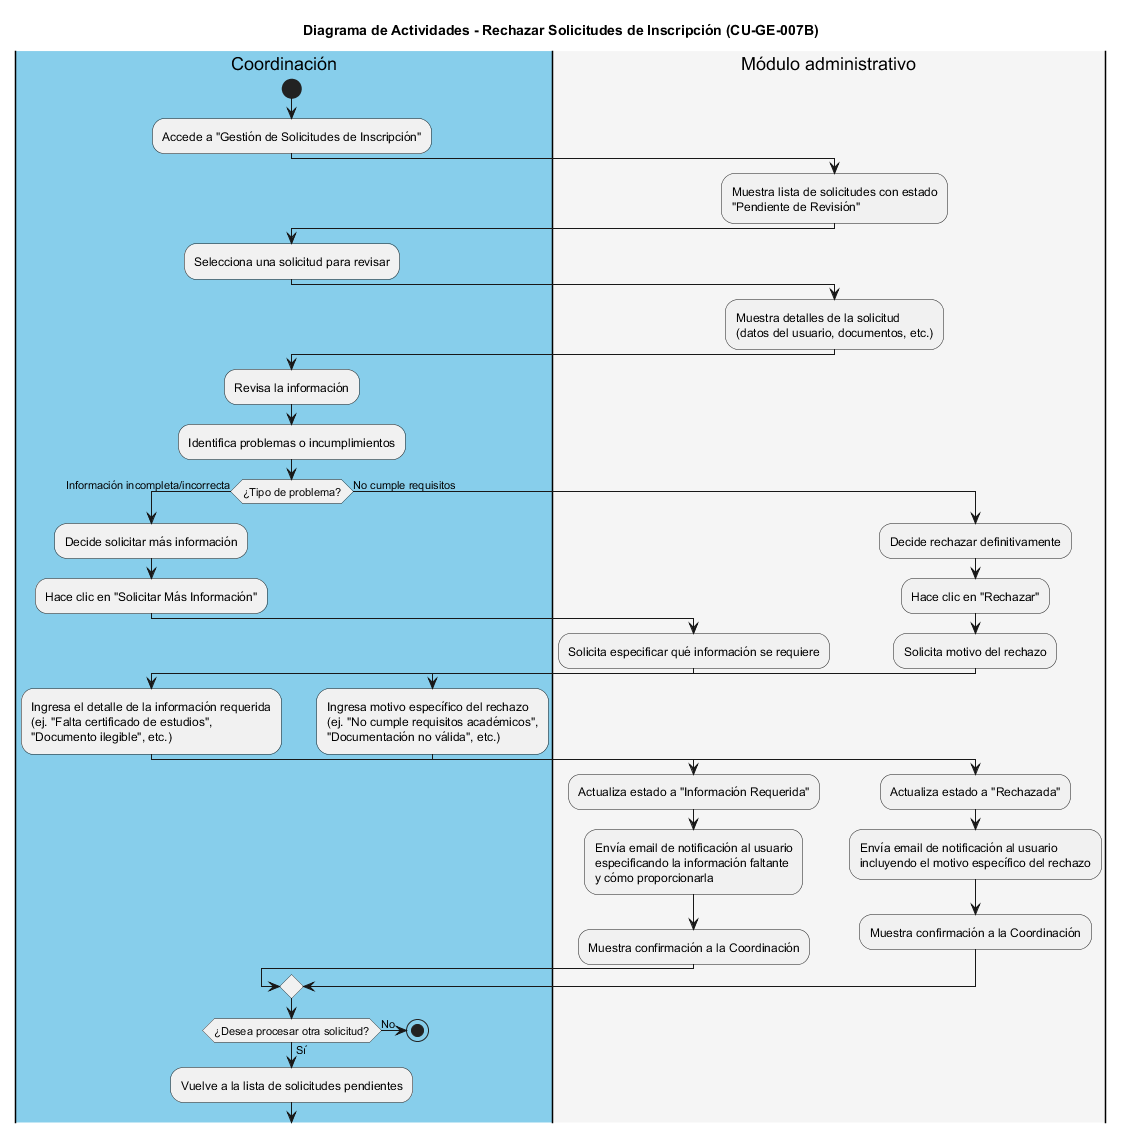 Diagrama de Actividades - Rechazar Solicitudes de Inscripción (CU-GE-007B)
Coordinación
Módulo administrativo
Accede a "Gestión de Solicitudes de Inscripción"
Muestra lista de solicitudes con estado
"Pendiente de Revisión"
Selecciona una solicitud para revisar
Muestra detalles de la solicitud
(datos del usuario, documentos, etc.)
Revisa la información
Identifica problemas o incumplimientos
Información incompleta/incorrecta
¿Tipo de problema?
No cumple requisitos
Decide solicitar más información
Decide rechazar definitivamente
Hace clic en "Solicitar Más Información"
Hace clic en "Rechazar"
Solicita especificar qué información se requiere
Solicita motivo del rechazo
Ingresa el detalle de la información requerida
(ej. "Falta certificado de estudios",
"Documento ilegible", etc.)
Ingresa motivo específico del rechazo
(ej. "No cumple requisitos académicos",
"Documentación no válida", etc.)
Actualiza estado a "Información Requerida"
Actualiza estado a "Rechazada"
Envía email de notificación al usuario
especificando la información faltante
y cómo proporcionarla
Envía email de notificación al usuario
incluyendo el motivo específico del rechazo
Muestra confirmación a la Coordinación
Muestra confirmación a la Coordinación
¿Desea procesar otra solicitud?
No
Sí
Vuelve a la lista de solicitudes pendientes